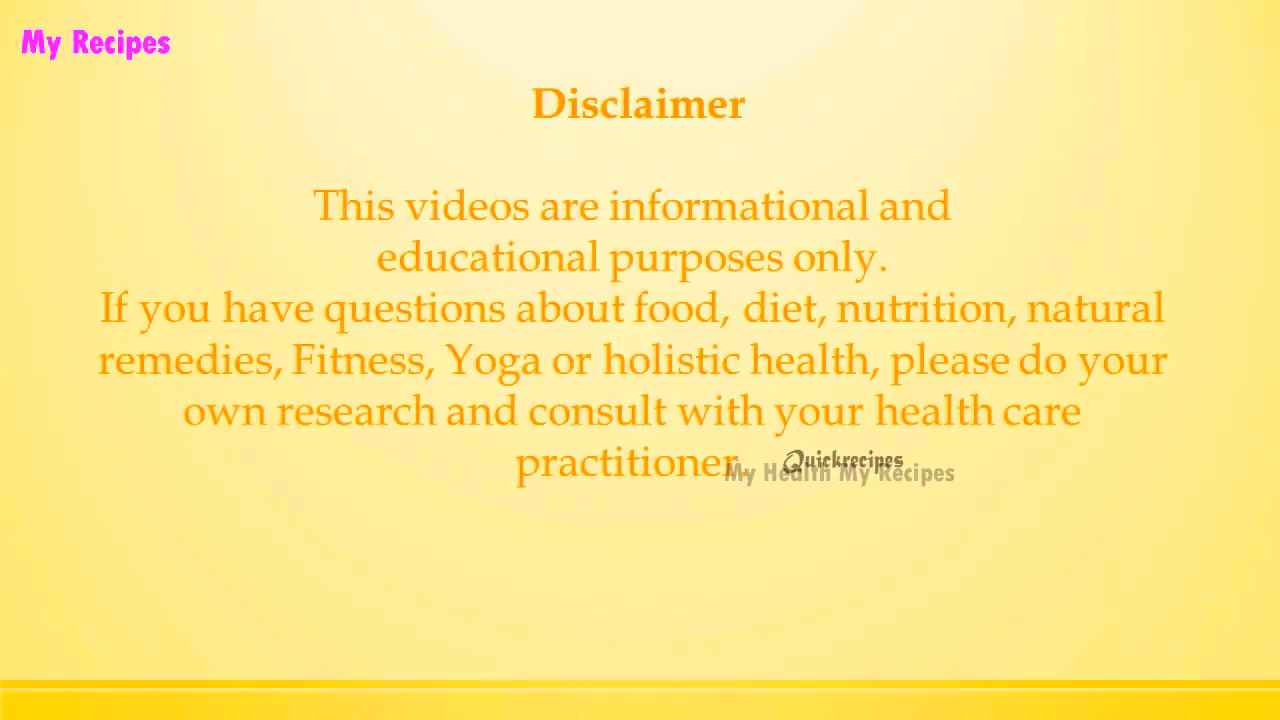 My Recipes
Disclaimer
This videos are informational and
educational purposes only.
If you have questions about food, diet, nutrition, natural
remedies, Fitness, Yoga or holistic health, please do your
own research and consult with your health care
practitioner.
Quickrecipes
My Health My Recipes